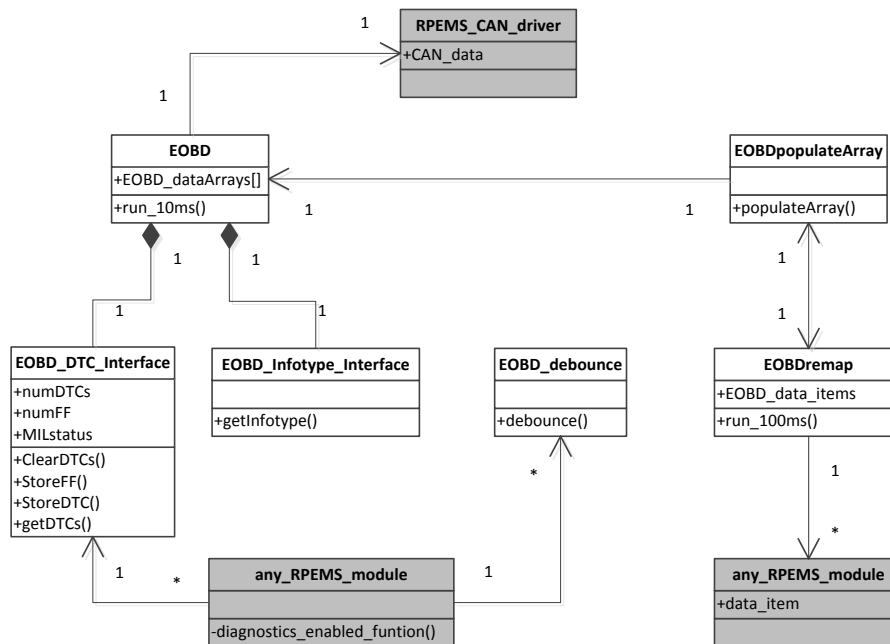 RPEMS_CAN_driver
+CAN_data
1
1
EOBD
+EOBD_dataArrays[]
+run_10ms()
EOBDpopulateArray
+populateArray()
1
1
1
1
1
1
1
1
EOBD_DTC_Interface
+numDTCs
+numFF
+MILstatus
+ClearDTCs()
+StoreFF()
+StoreDTC()
+getDTCs()
EOBD_Infotype_Interface
+getInfotype()
EOBD_debounce
+debounce()
EOBDremap
+EOBD_data_items
+run_100ms()
1
*
1
*
1
*
any_RPEMS_module
-diagnostics_enabled_funtion()
any_RPEMS_module
+data_item